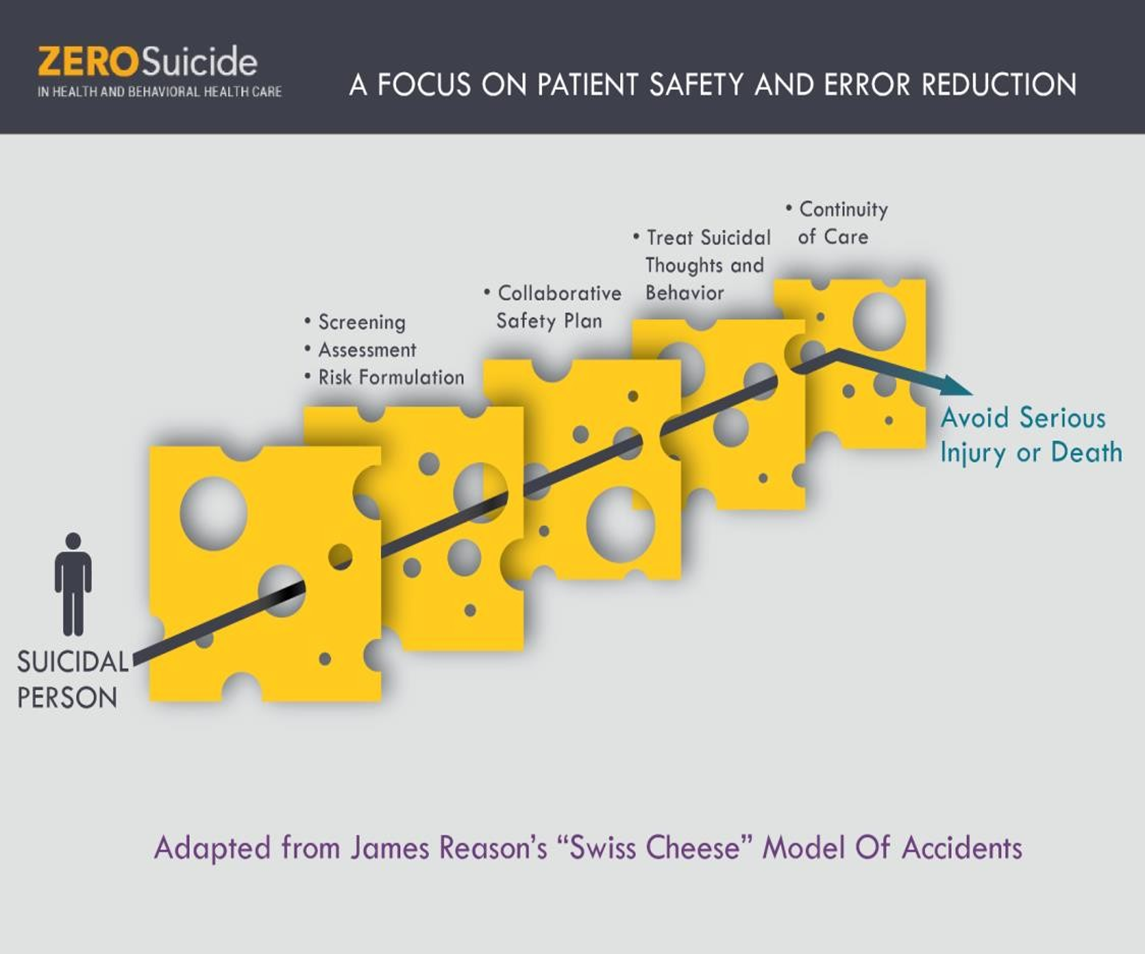 ZEROSuicide
IN HEALTH AND BEHAVIORAL HEALTH CARE
A FOCUS ON PATIENT SAFETY AND ERROR REDUCTION
• Continuity
of Care
• Treat Suicidal
Thoughts and
Behavior
• Collaborative
Safety Plan
• Screening
• Assessment
• Risk Formulation
Avoid Serious
Injury or Death
SUICIDAL
PERSON
Adapted from James Reason’s “Swiss Cheese” Model Of Accidents